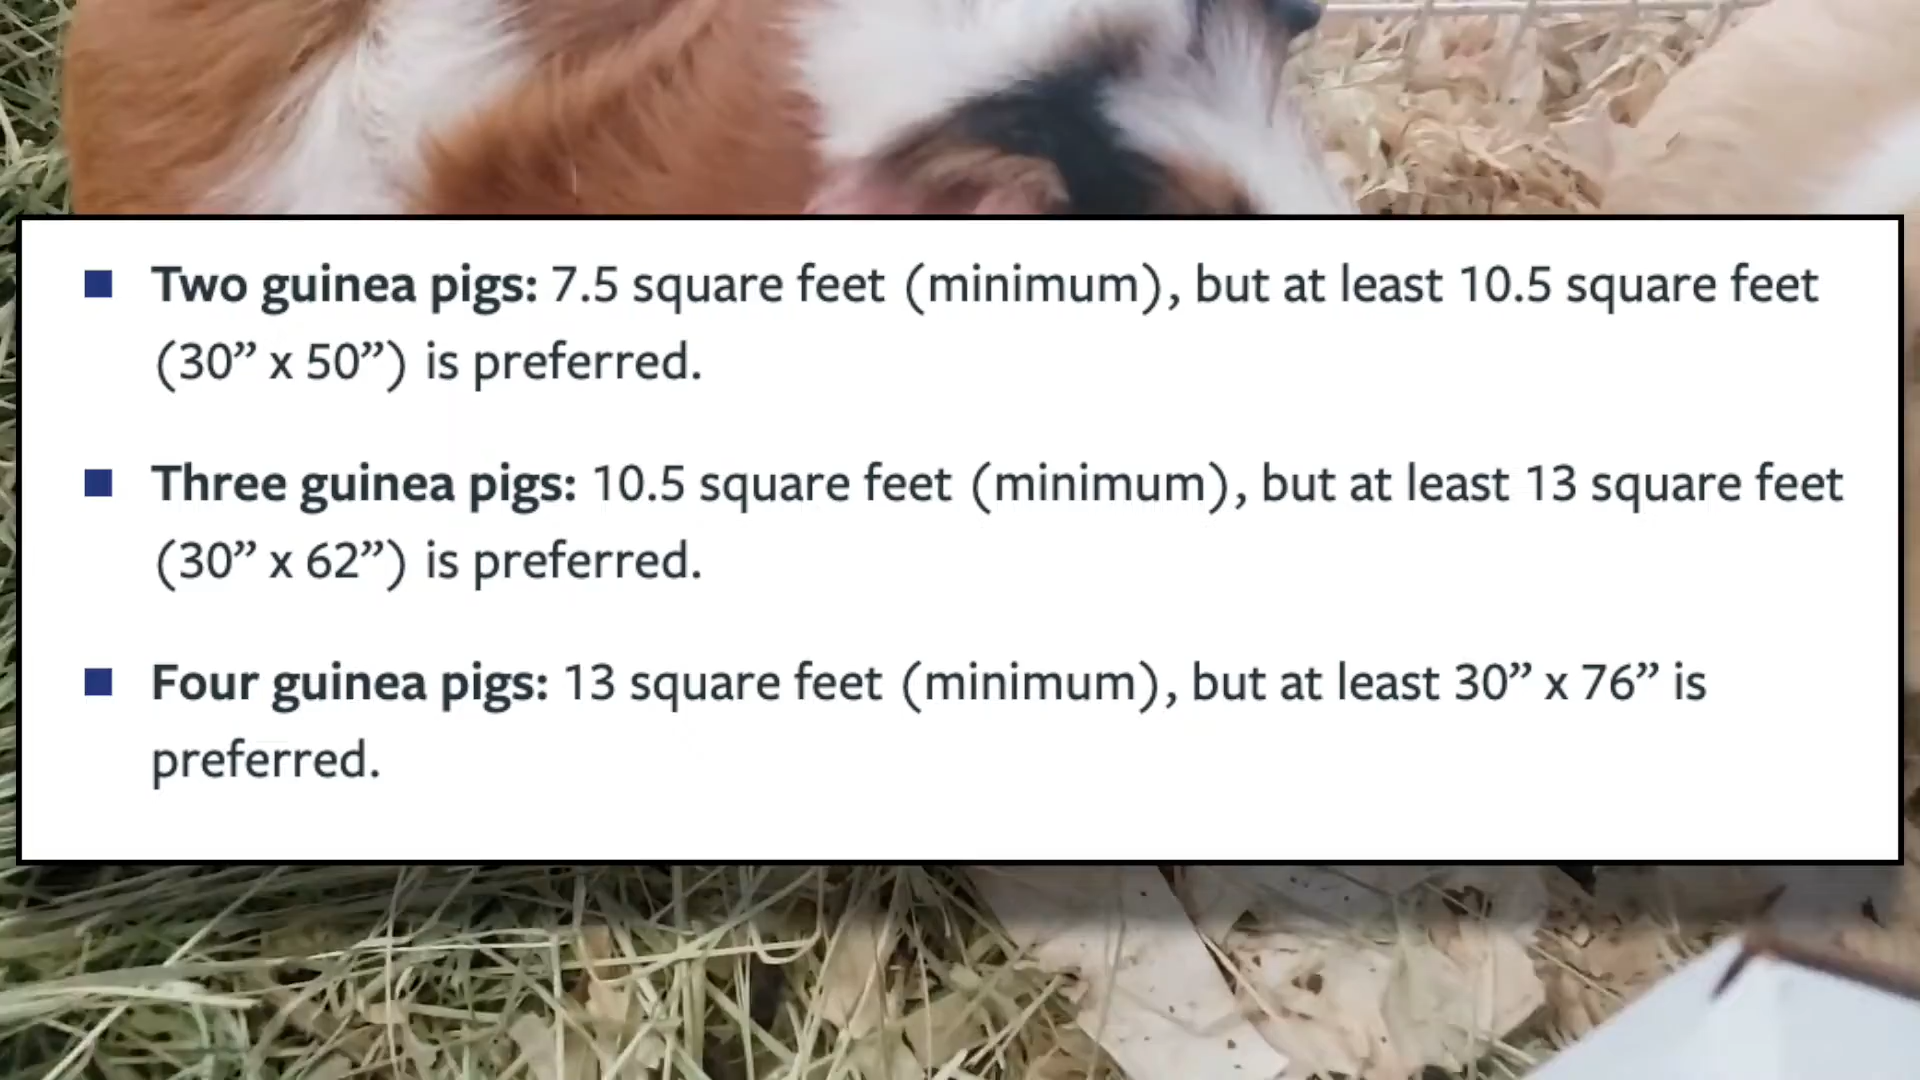 Two guinea pigs: 7.5 square feet (minimum), but at least 10.5 square feet
(30” x 50”) is preferred.
Three guinea pigs: 10.5 square feet (minimum), but at least 13 square feet
(30” x 62”) is preferred.
Four guinea pigs: 13 square feet (minimum), but at least 30” x 76” is
preferred.